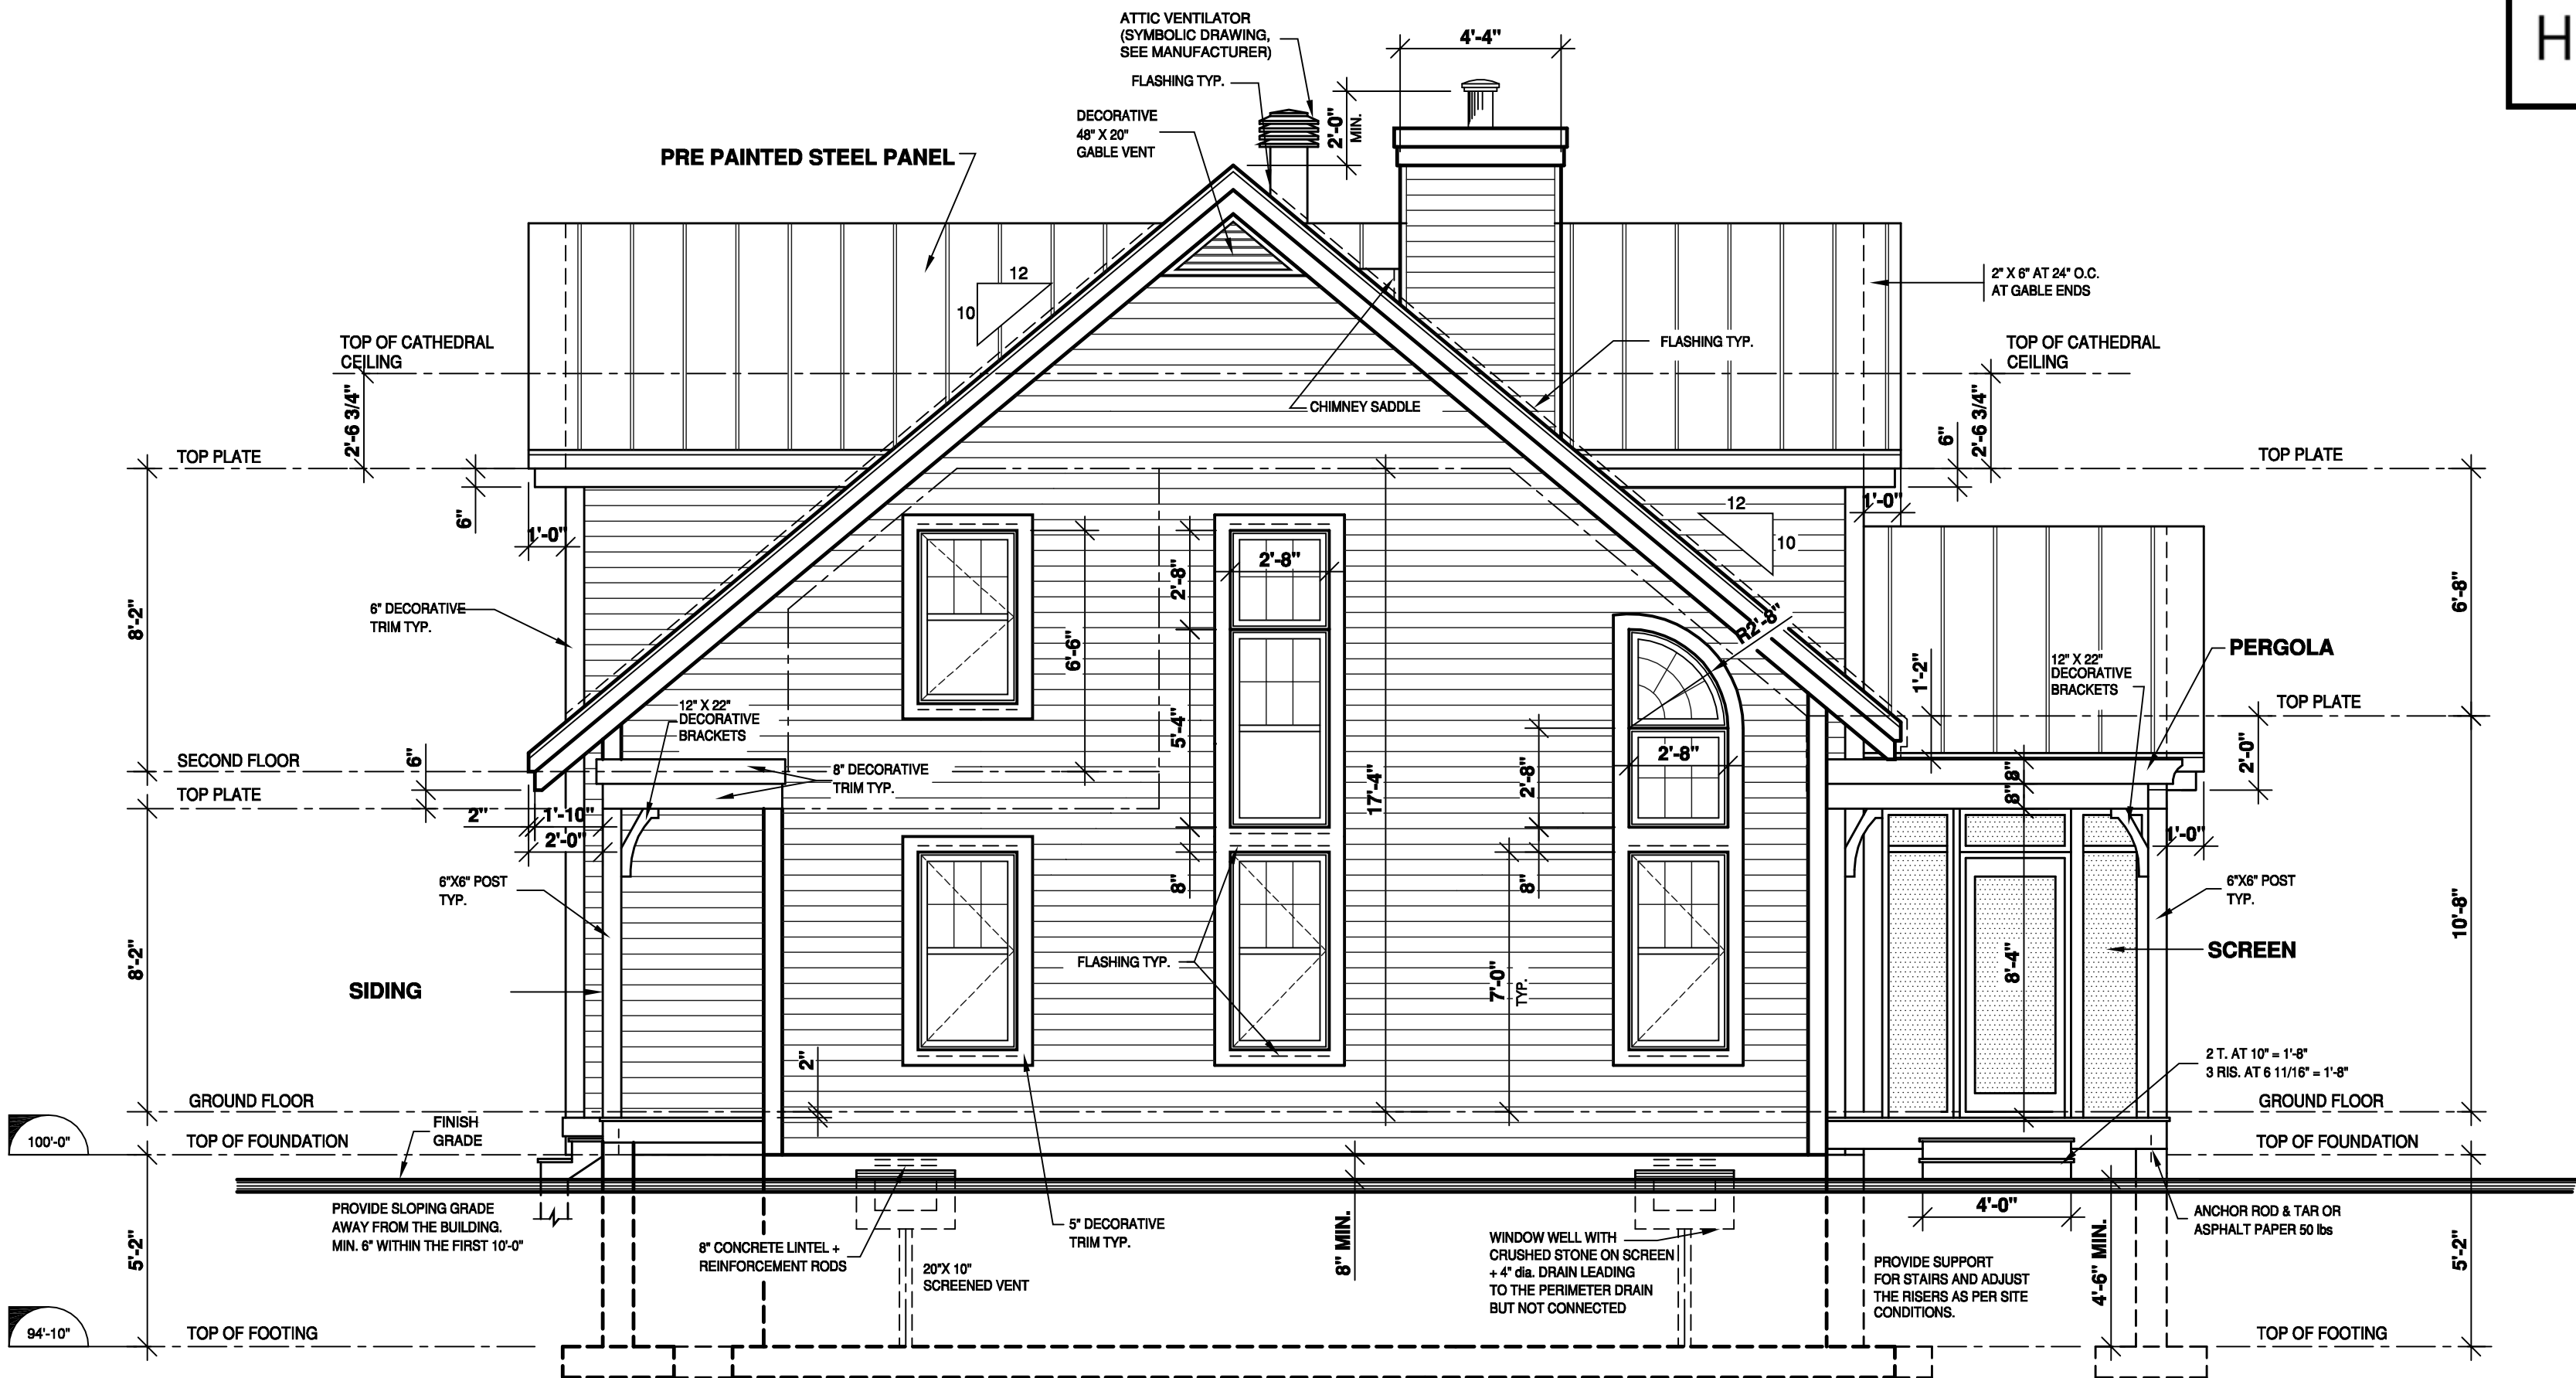 H
ATTIC VENTILATOR
(SYMBOLIC DRAWING,
SEE MANUFACTURER)
FLASHING TYP.
4'-4"
2'-0"
MIN.
DECORATIVE
48" X 20"
GABLE VENT
PRE PAINTED STEEL PANEL
12
10
2" X 6" AT 24" O.C.
AT GABLE ENDS
TOP OF CATHEDRAL
CEILING
FLASHING TYP.
TOP OF CATHEDRAL
CEILING
2'-6 3/4"
CHIMNEY SADDLE
6"
2'-6 3/4"
TOP PLATE
TOP PLATE
6"
1'-0"
12
10
1'-0"
8'-2"
6" DECORATIVE
TRIM TYP.
6'-6"
2'-8"
2'-8"
R2'-8"
6'-8"
PERGOLA
12" X 22"
DECORATIVE
BRACKETS
1'-2"
12" X 22"
DECORATIVE
BRACKETS
5'-4"
TOP PLATE
SECOND FLOOR
6"
8" DECORATIVE
TRIM TYP.
17'-4"
2'-8"
2'-8"
8"
8"
2'-0"
TOP PLATE
2"
1'-10"
2'-0"
1'-0"
6"X6" POST
TYP.
8"
8"
6"X6" POST
TYP.
8'-2"
10'-8"
SIDING
FLASHING TYP.
7'-0"
TYP.
8'-4"
SCREEN
2"
2 T. AT 10" = 1'-8"
3 RIS. AT 6 11/16" = 1'-8"
GROUND FLOOR
GROUND FLOOR
100'-0"
TOP OF FOUNDATION
FINISH
GRADE
TOP OF FOUNDATION
PROVIDE SLOPING GRADE
AWAY FROM THE BUILDING.
MIN. 6" WITHIN THE FIRST 10'-0"
5'-2"
8" CONCRETE LINTEL +
REINFORCEMENT RODS
20"X 10"
SCREENED VENT
5" DECORATIVE
TRIM TYP.
8" MIN.
WINDOW WELL WITH
CRUSHED STONE ON SCREEN
+ 4" dia. DRAIN LEADING
TO THE PERIMETER DRAIN
BUT NOT CONNECTED
4'-0"
PROVIDE SUPPORT
FOR STAIRS AND ADJUST
THE RISERS AS PER SITE
CONDITIONS.
4'-6" MIN.
ANCHOR ROD & TAR OR
ASPHALT PAPER 50 lbs
5'-2"
94'-10"
TOP OF FOOTING
TOP OF FOOTING